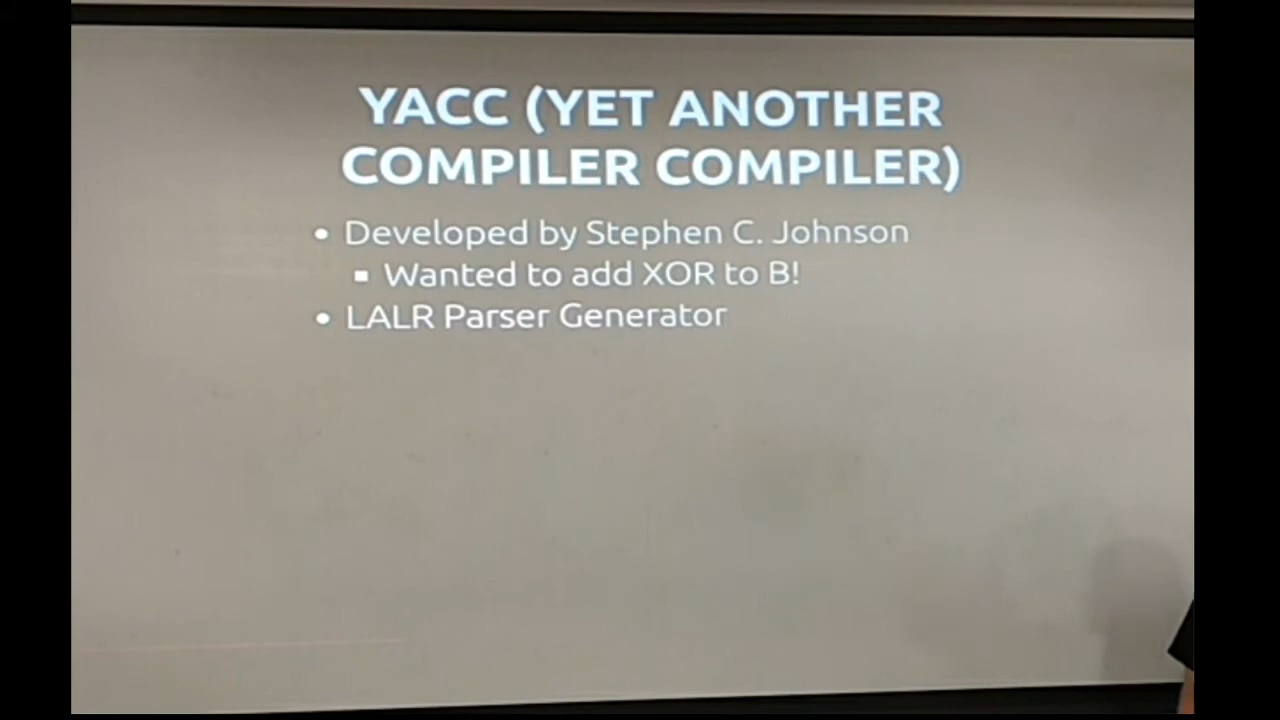 YACC (YET ANOTHER
COMPILER COMPILER)
• Developed by Stephen C. Johnson
▪ Wanted to add XOR to B!
• LALR Parser Generator